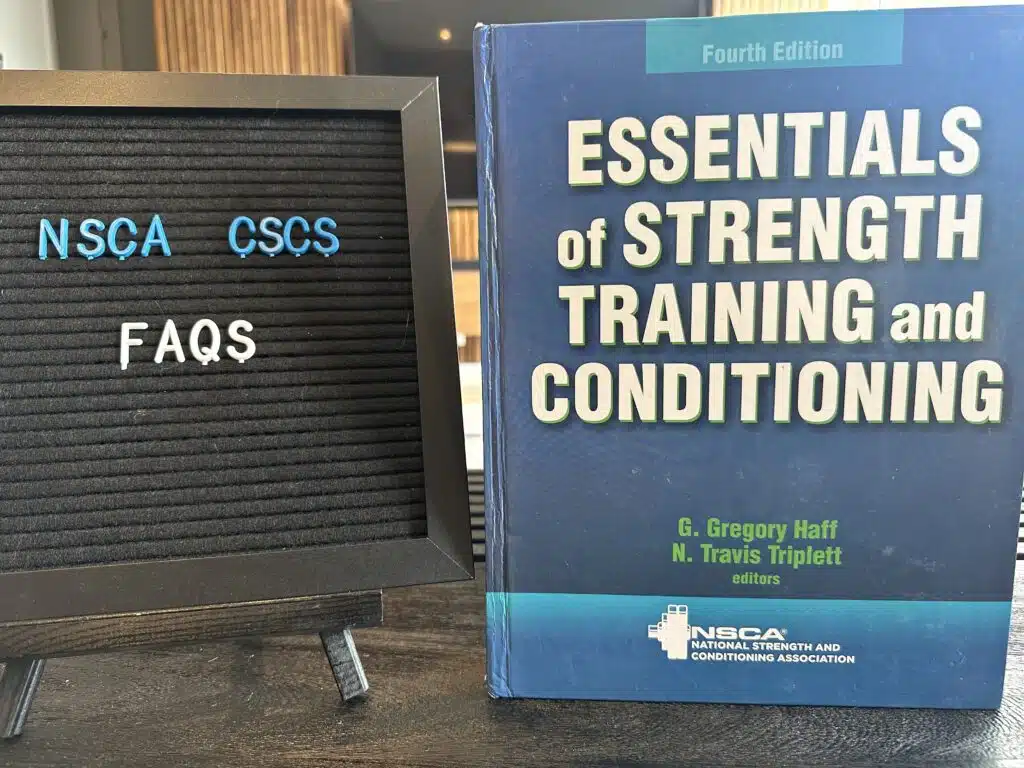 NSCA CSCS
FAQS
Fourth Edition
ESSENTIALS
of STRENGTH
TRAINING and
CONDITIONING
G. Gregory Haff
N. Travis Triplett
editors
NSCA®
NATIONAL STRENGTH AND
CONDITIONING ASSOCIATION